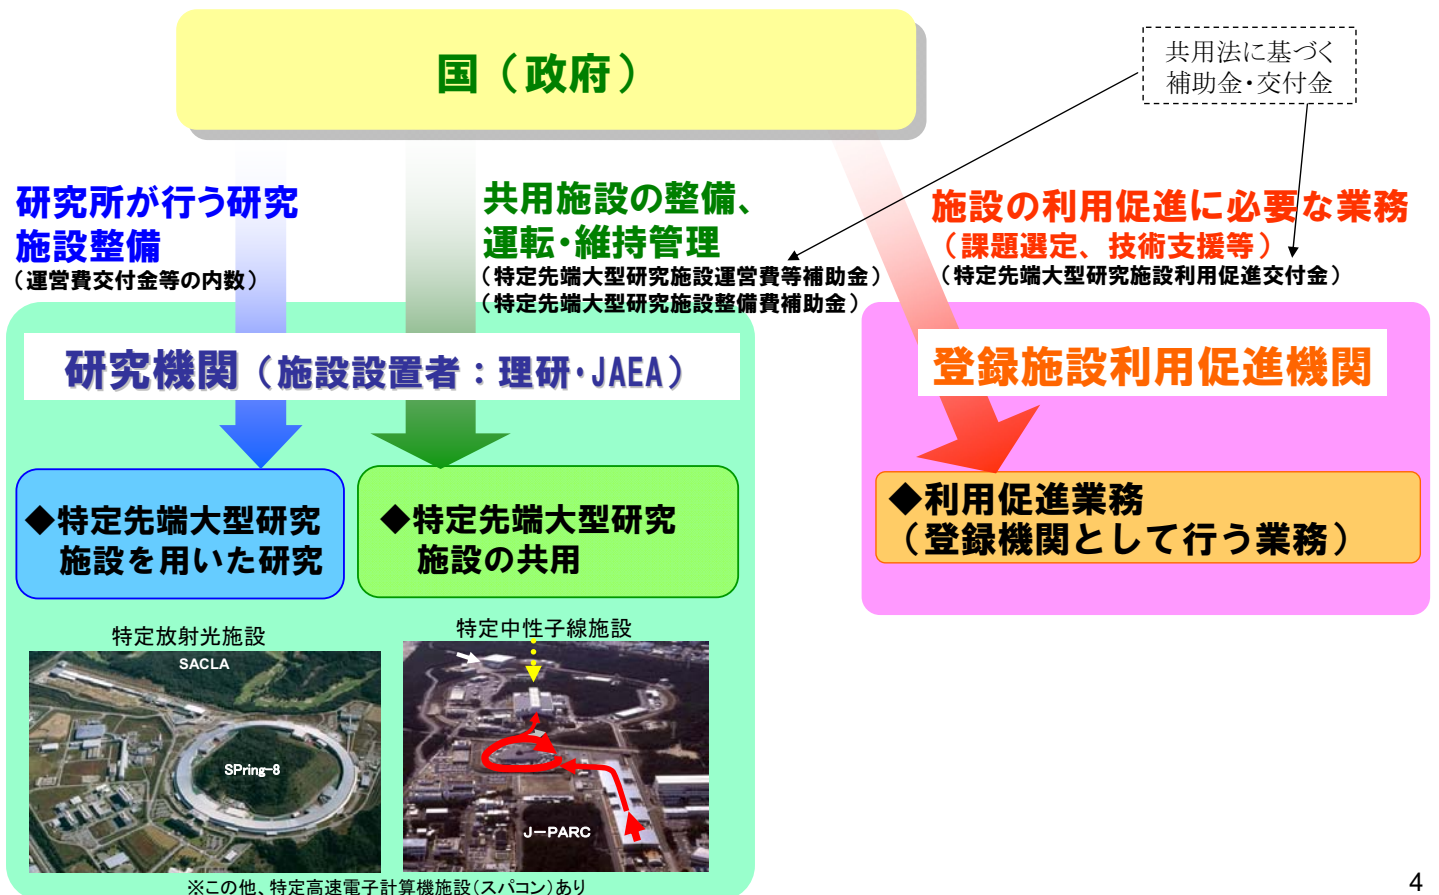 国（政府）
共用法に基づく
補助金・交付金
研究所が行う研究
施設整備
（運営費交付金等の内数）
共用施設の整備、
運転・維持管理
（特定先端大型研究施設運営費等補助金）
（特定先端大型研究施設整備費補助金）
施設の利用促進に必要な業務
（課題選定、技術支援等）
（特定先端大型研究施設利用促進交付金）
研究機関（施設設置者：理研・JAEA）
登録施設利用促進機関
◆特定先端大型研究
施設を用いた研究
◆特定先端大型研究
施設の共用
◆利用促進業務
（登録機関として行う業務）
特定放射光施設
特定中性子線施設
SACLA
SPring-8
J-PARC
※この他、特定高速電子計算機施設（スパコン）あり
4